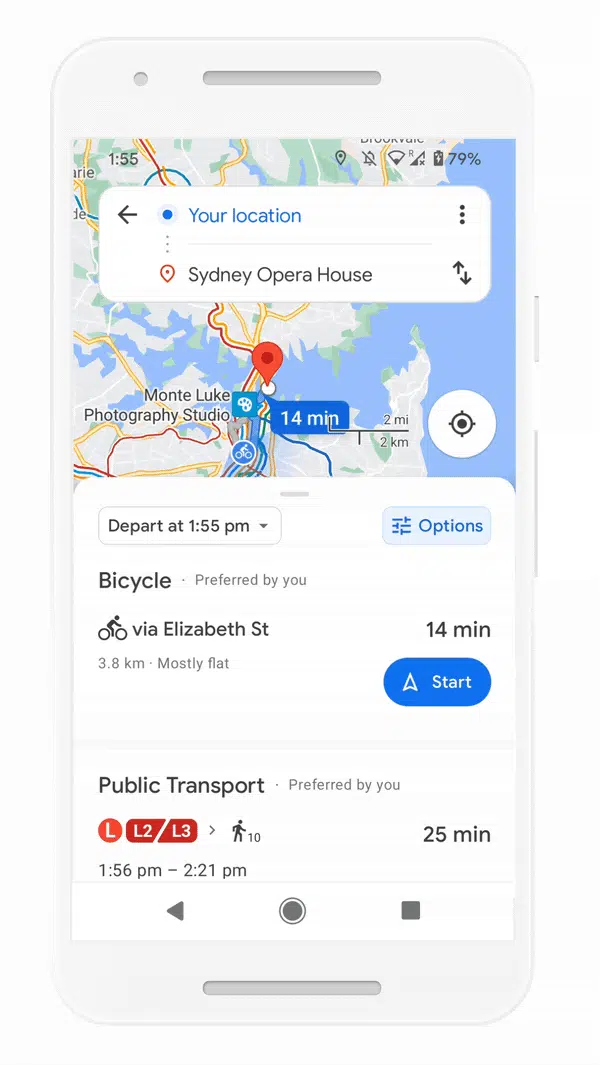 Brookvale
1:55
R
79%
arie
de
Your location
Sydney Opera House
Monte Luke
Photography Studio
14 min
2 mi
2 km
Depart at 1:55 pm
Options
Bicycle · Preferred by you
via Elizabeth St
14 min
3.8 km · Mostly flat
Start
Public Transport · Preferred by you
L L2/L3 > 10
25 min
1:56 pm – 2:21 pm